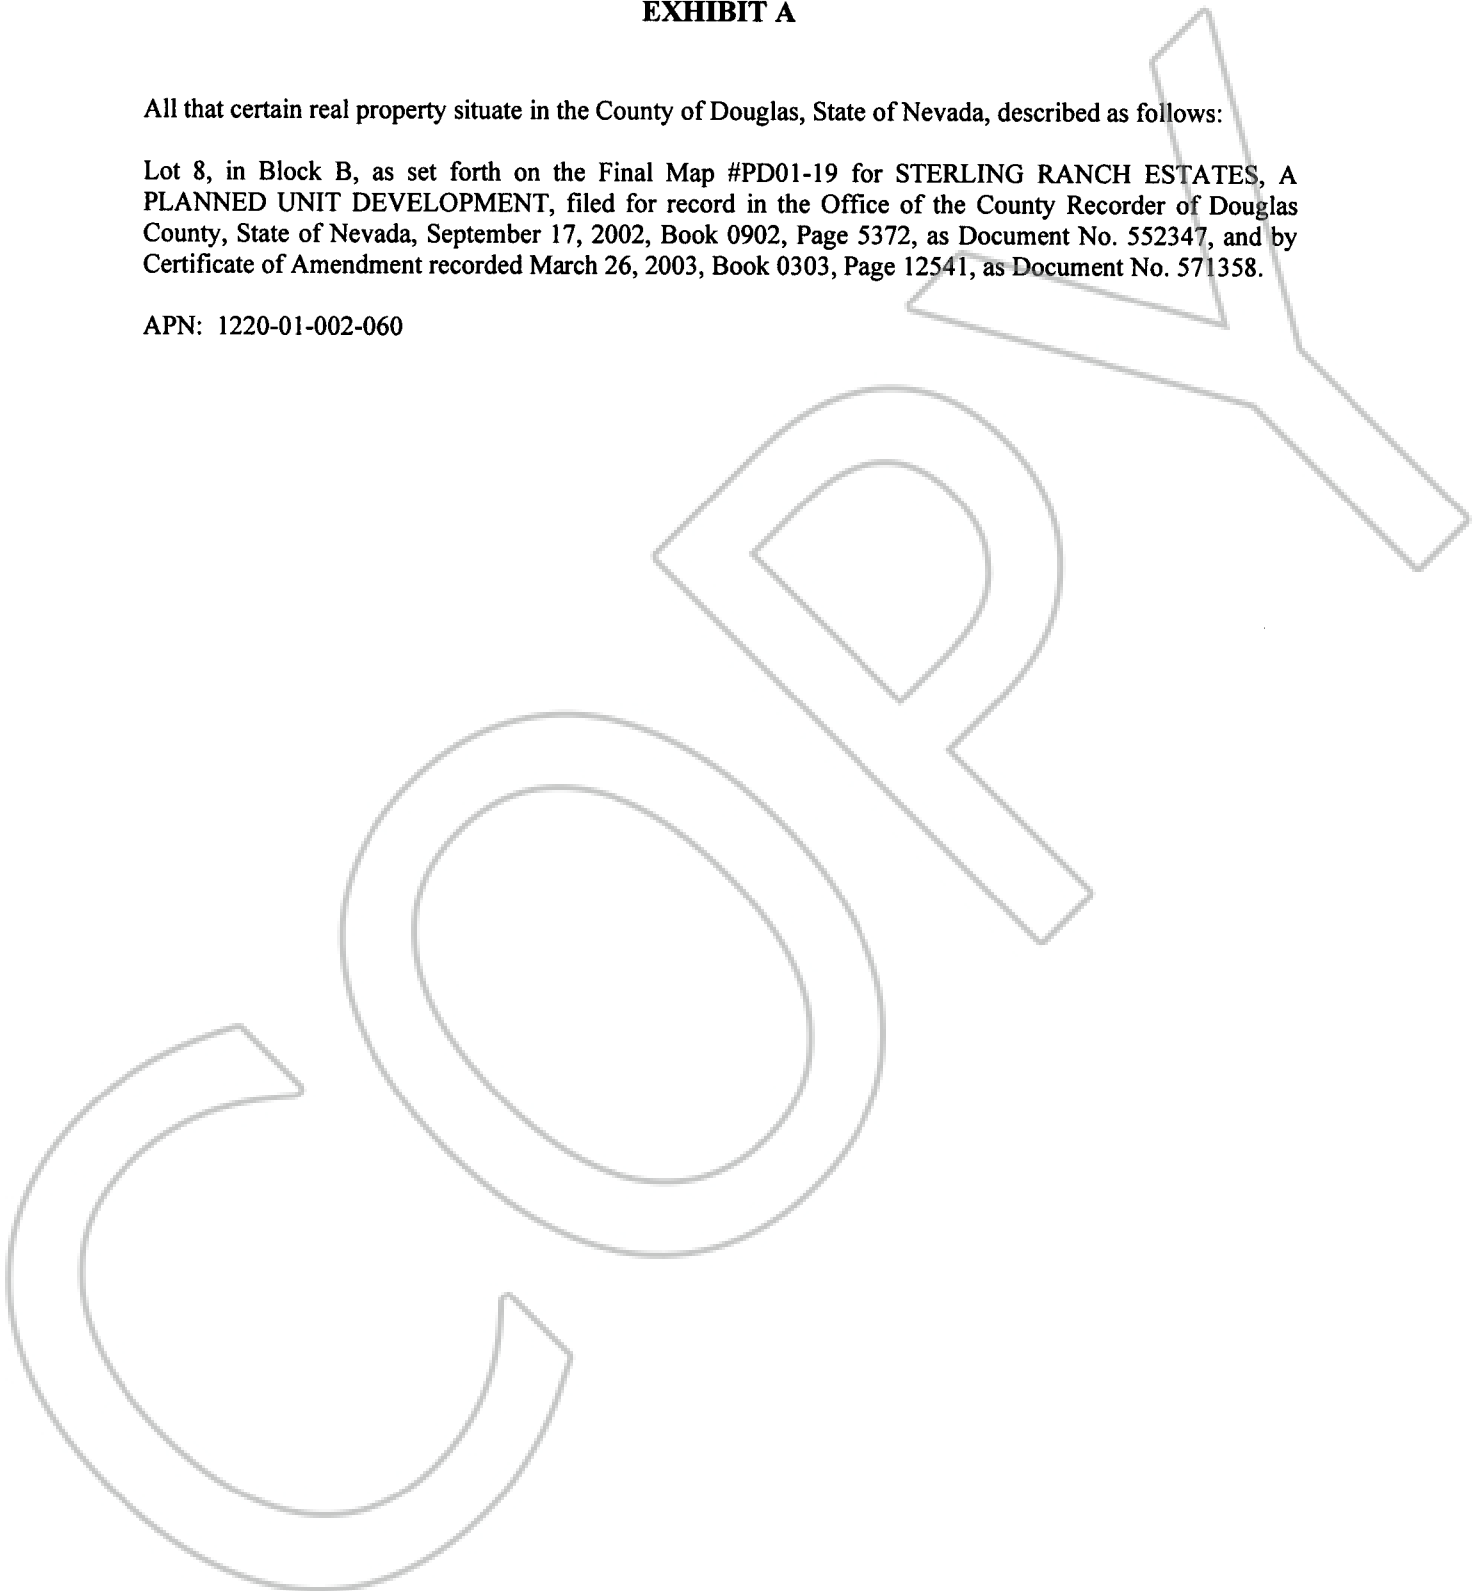 EXHIBIT A
All that certain real property situate in the County of Douglas, State of Nevada, described as follows:
Lot 8, in Block B, as set forth on the Final Map #PD01-19 for STERLING RANCH ESTATES, A
PLANNED UNIT DEVELOPMENT, filed for record in the Office of the County Recorder of Douglas
County, State of Nevada, September 17, 2002, Book 0902, Page 5372, as Document No. 552347, and by
Certificate of Amendment recorded March 26, 2003, Book 0303, Page 12541, as Document No. 571358.
APN: 1220-01-002-060
COPY